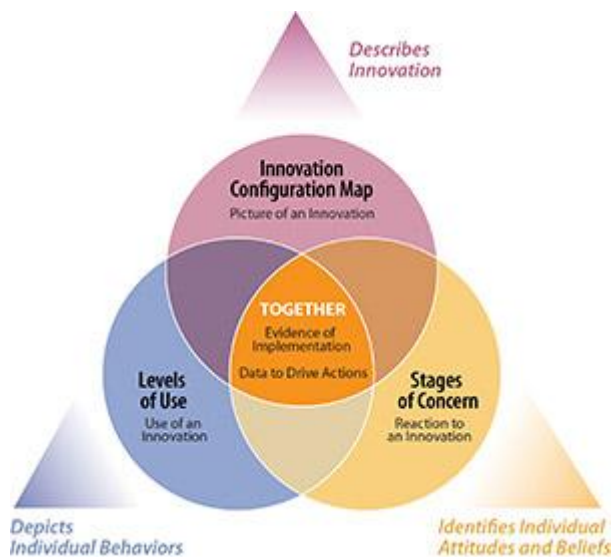 Describes
Innovation
Innovation
Configuration Map
Picture of an Innovation
TOGETHER
Evidence of
Implementation
Data to Drive Actions
Levels
of Use
Use of an
Innovation
Stages
of Concern
Reaction to
an Innovation
Depicts
Individual Behaviors
Identifies Individual
Attitudes and Beliefs